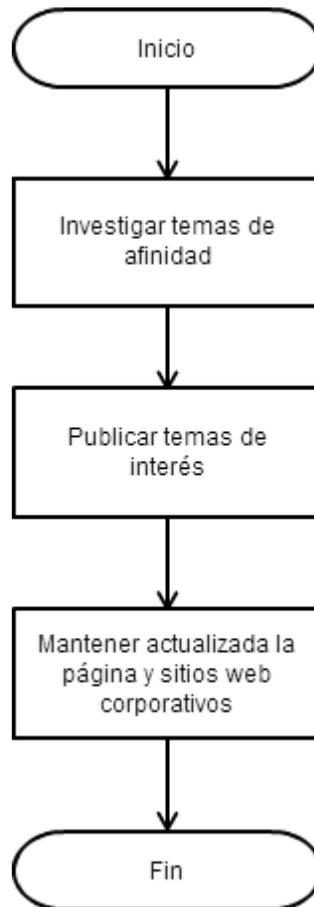 Inicio
Investigar temas de
afinidad
Publicar temas de
interés
Mantener actualizada la
página y sitios web
corporativos
Fin